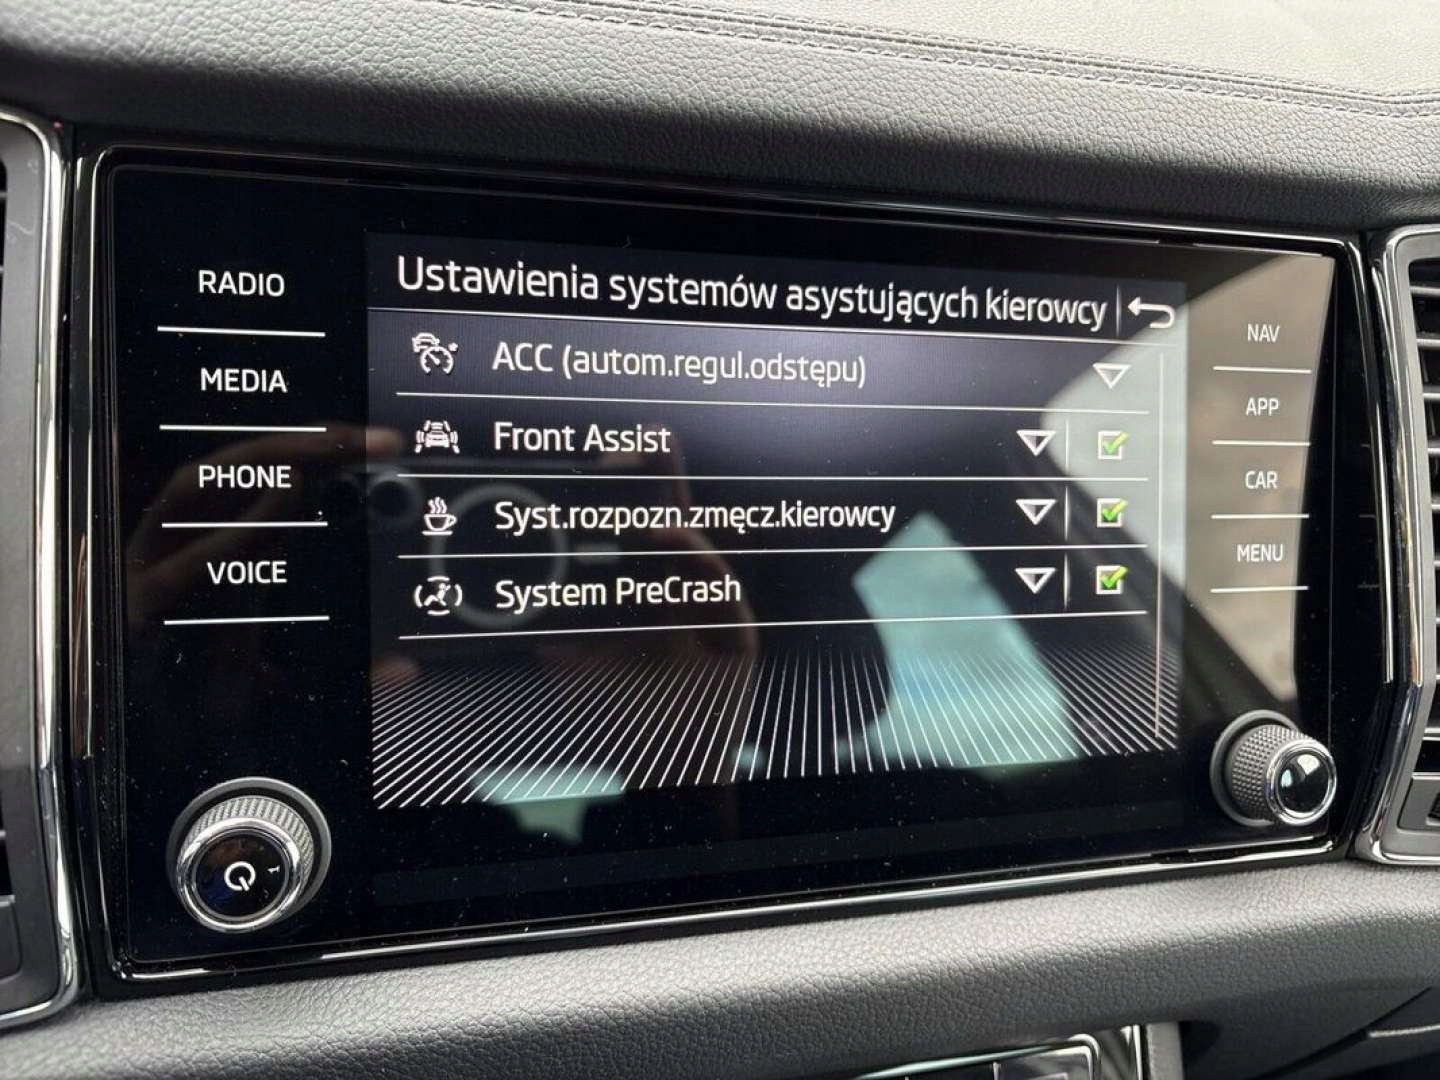 RADIO
MEDIA
PHONE
VOICE
Ustawienia systemów asystujących kierowcy
ACC (autom.regul.odstępu)
Front Assist
Syst.rozpozn.zmęcz.kierowcy
System PreCrash
NAV
APP
CAR
MENU